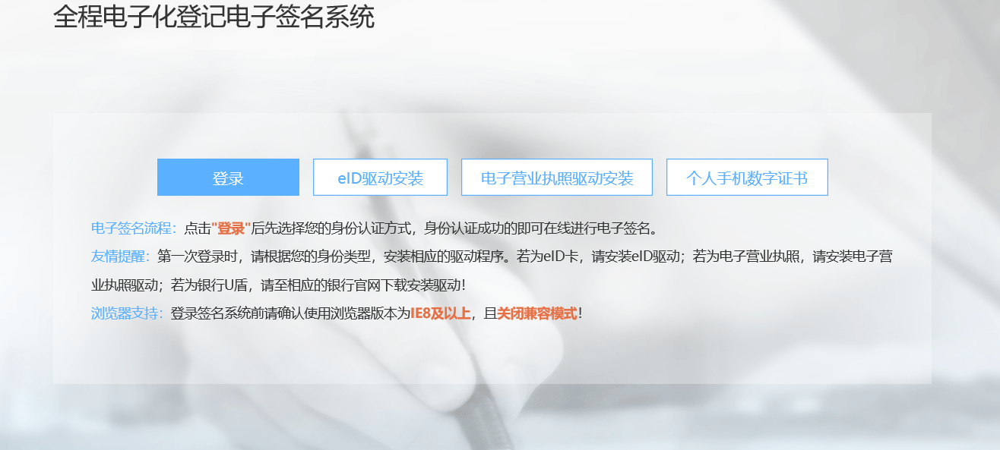 全程电子化登记电子签名系统
登录
eID驱动安装
电子营业执照驱动安装
个人手机数字证书
电子签名流程：点击"登录"后先选择您的身份认证方式，身份认证成功的即可在线进行电子签名。
友情提醒：第一次登录时，请根据您的身份类型，安装相应的驱动程序。若为eID卡，请安装eID驱动；若为电子营业执照，请安装电子营
业执照驱动；若为银行U盾，请至相应的银行官网下载安装驱动！
浏览器支持：登录签名系统前请确认使用浏览器版本为IE8及以上，且关闭兼容模式！